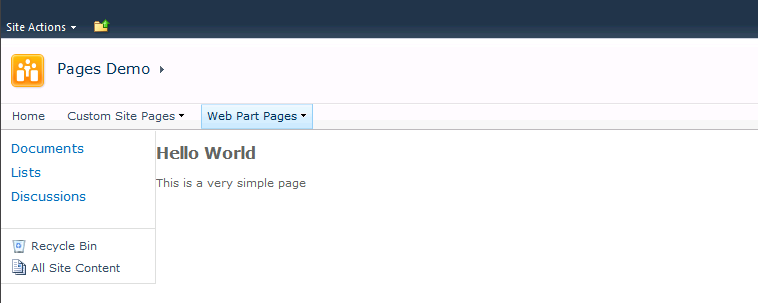 Site Actions
Pages Demo
Home Custom Site Pages Web Part Pages
Documents
Lists
Discussions
Recycle Bin
All Site Content
Hello World
This is a very simple page